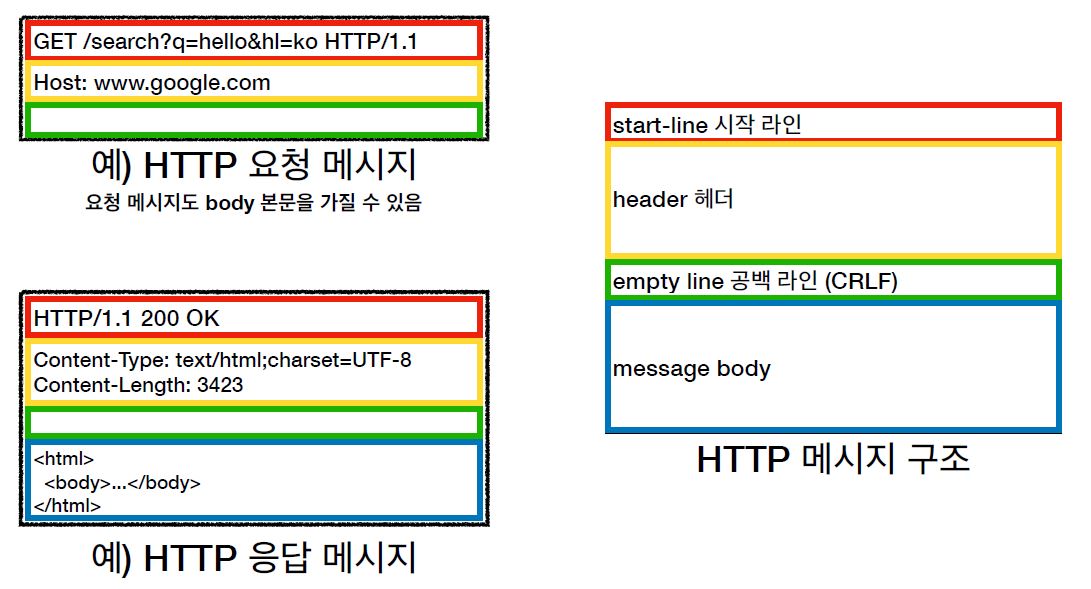 GET /search?q=hello&hl=ko HTTP/1.1
Host: www.google.com
예) HTTP 요청 메시지
요청 메시지도 body 본문을 가질 수 있음
HTTP/1.1 200 OK
Content-Type: text/html;charset=UTF-8
Content-Length: 3423
<html>
<body>...</body>
</html>
예) HTTP 응답 메시지
start-line 시작 라인
header 헤더
empty line 공백 라인 (CRLF)
message body
HTTP 메시지 구조